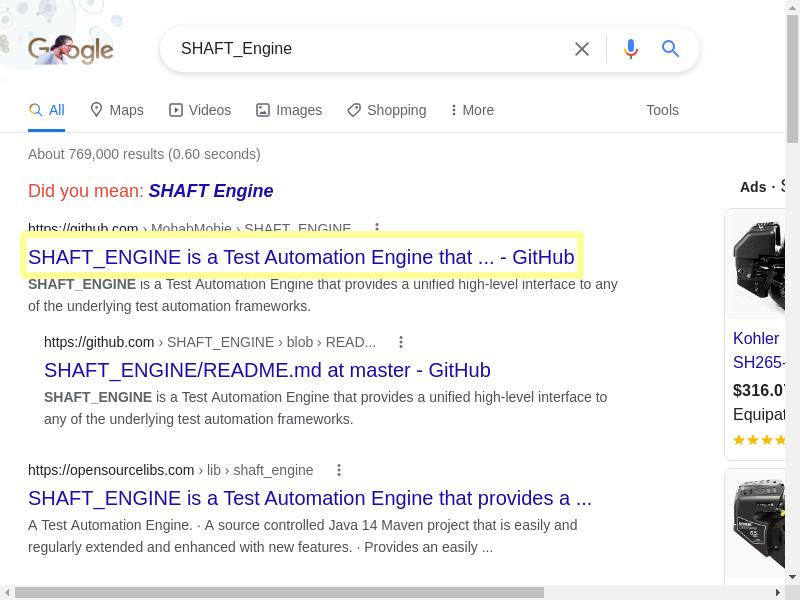 Google
SHAFT_Engine
All Maps Videos Images Shopping More Tools
About 769,000 results (0.60 seconds)
Did you mean: SHAFT Engine
Ads ·
https://github.com › MohabMohie › SHAFT_ENGINE
SHAFT_ENGINE is a Test Automation Engine that ... - GitHub
SHAFT_ENGINE is a Test Automation Engine that provides a unified high-level interface to any
of the underlying test automation frameworks.
https://github.com › SHAFT_ENGINE › blob › READ...
SHAFT_ENGINE/README.md at master - GitHub
SHAFT_ENGINE is a Test Automation Engine that provides a unified high-level interface to
any of the underlying test automation frameworks.
https://opensourcelibs.com › lib › shaft_engine
SHAFT_ENGINE is a Test Automation Engine that provides a ...
A Test Automation Engine. · A source controlled Java 14 Maven project that is easily and
regularly extended and enhanced with new features. · Provides an easily ...
Kohler
SH265-
$316.0
Equipat